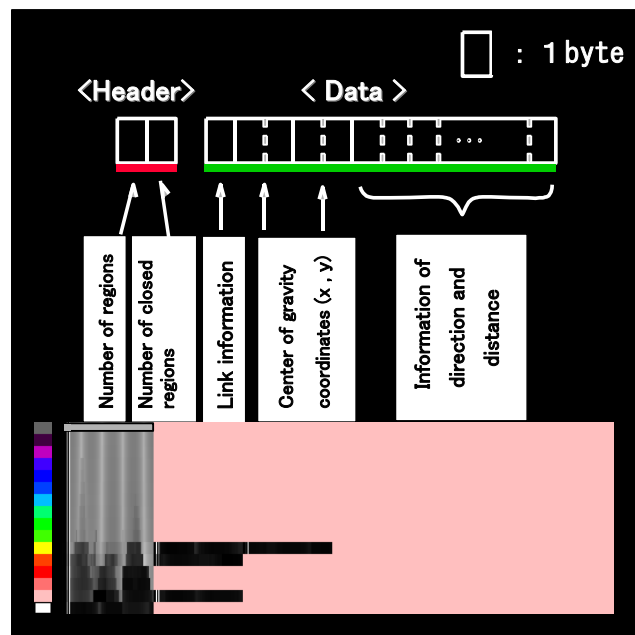 : 1 byte
<Header>
< Data >
Number of regions
Number of closed
regions
Link information
Center of gravity
coordinates (x , y)
Information of
direction and
distance